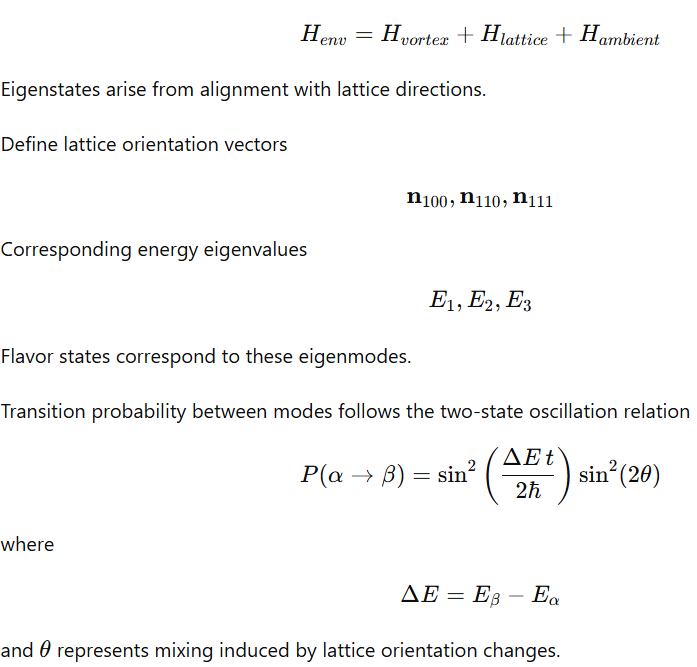 H_{env} = H_{vortex} + H_{lattice} + H_{ambient}
Eigenstates arise from alignment with lattice directions.
Define lattice orientation vectors
\mathbf{n}_{100}, \mathbf{n}_{110}, \mathbf{n}_{111}
Corresponding energy eigenvalues
E_1, E_2, E_3
Flavor states correspond to these eigenmodes.
Transition probability between modes follows the two-state oscillation relation
P(\alpha \to \beta) = \sin^2 \left( \frac{\Delta E \, t}{2\hbar} \right) \sin^2(2\theta)
where
\Delta E = E_\beta - E_\alpha
and θ represents mixing induced by lattice orientation changes.